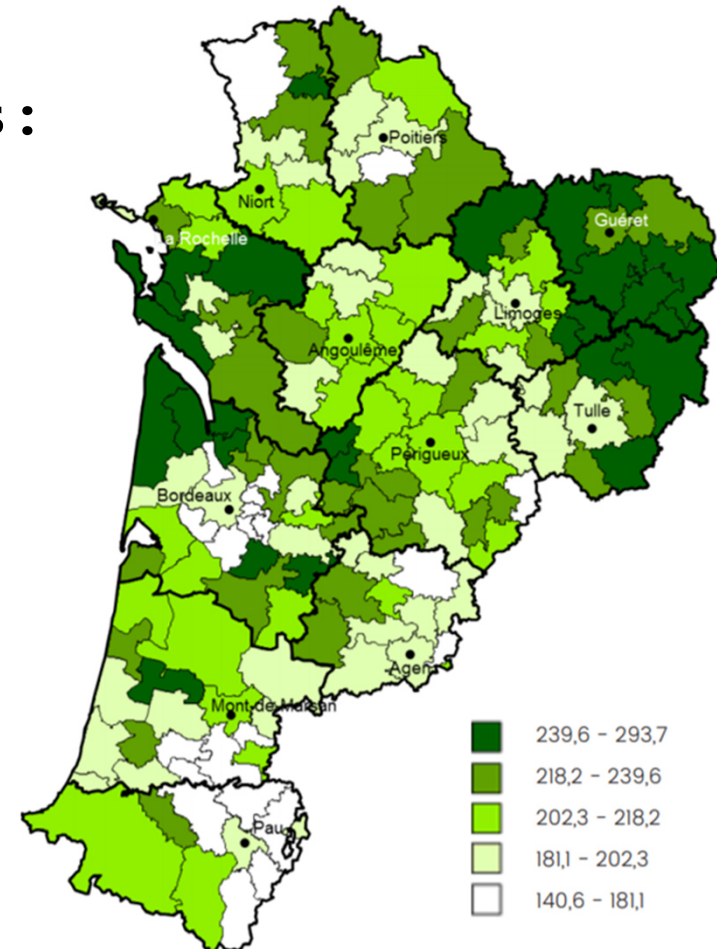 s :
Poitiers
Niort
Guéret
La Rochelle
Limoges
Angoulême
Tulle
Périgueux
Bordeaux
Agen
Mont-de-Marsan
Pau
239,6 - 293,7
218,2 - 239,6
202,3 - 218,2
181,1 - 202,3
140,6 - 181,1